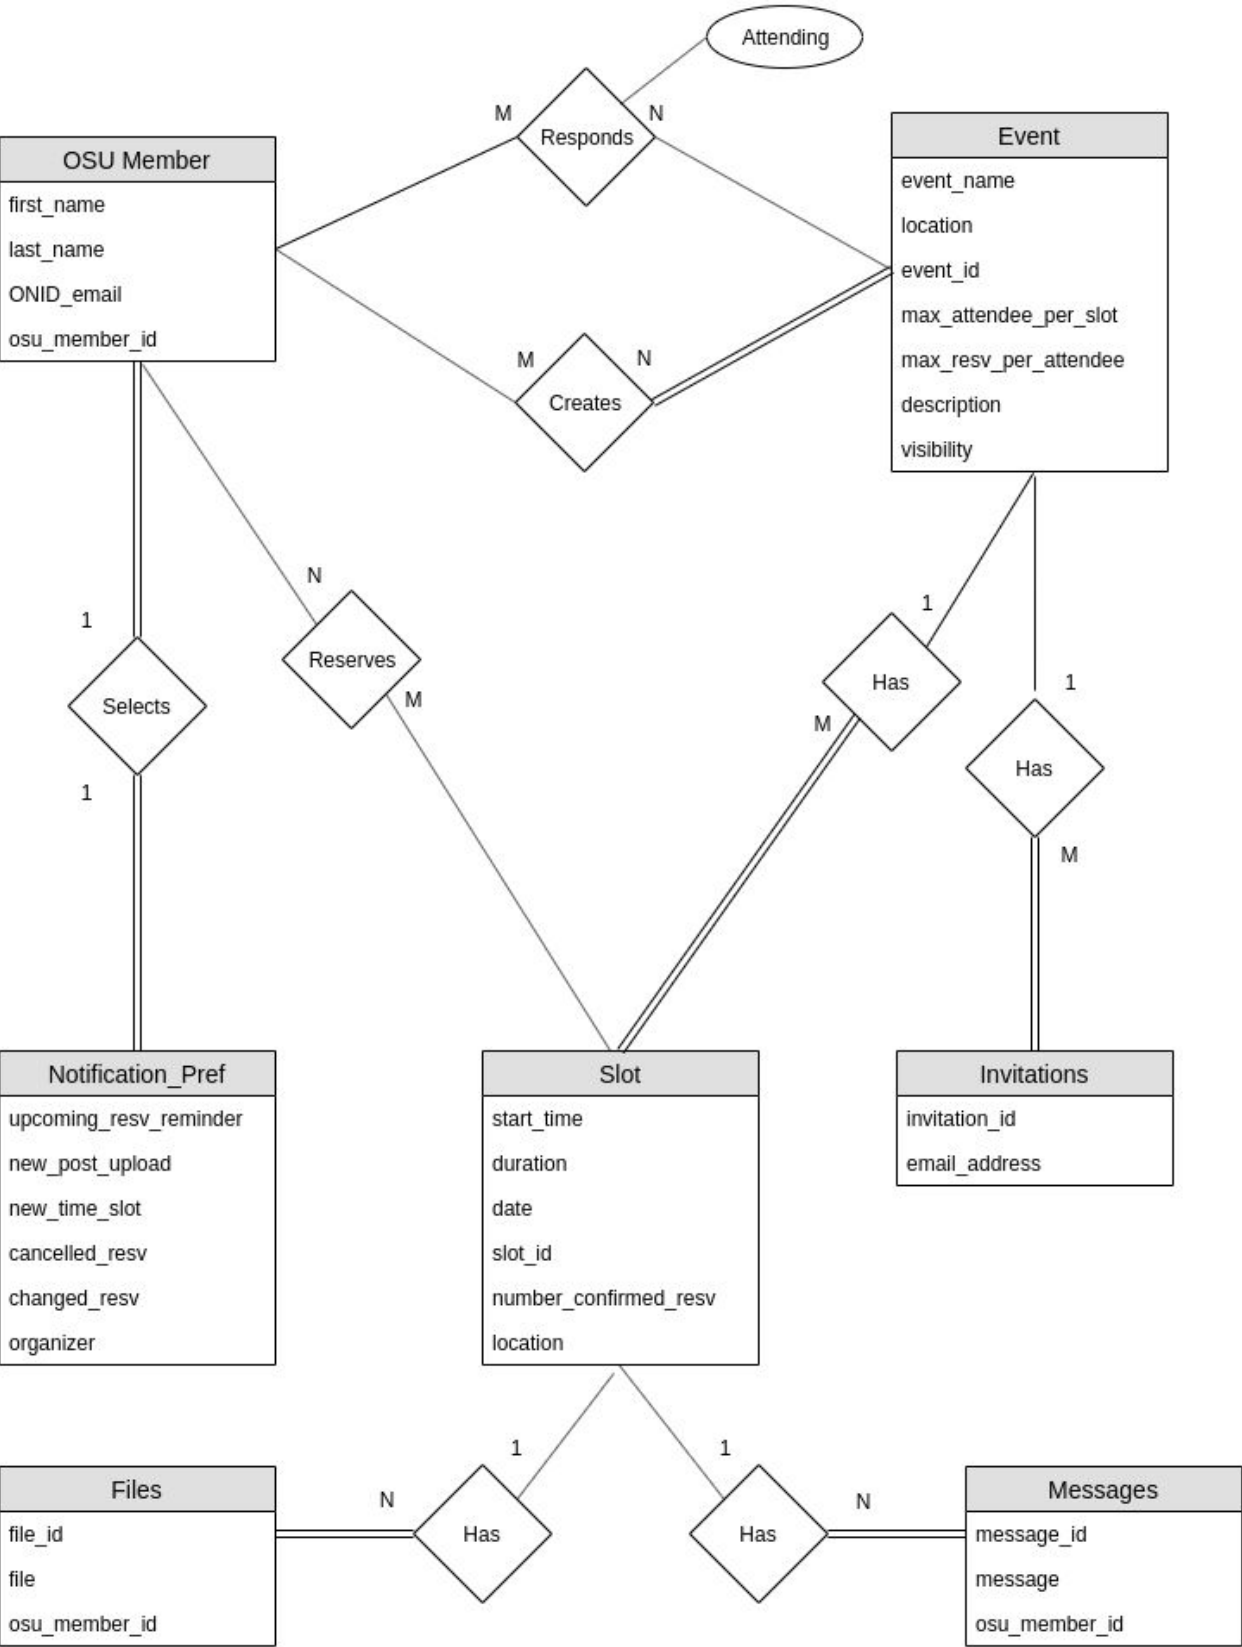 Attending
M
Responds
N
OSU Member
first_name
last_name
ONID_email
osu_member_id
Event
event_name
location
event_id
max_attendee_per_slot
max_resv_per_attendee
description
visibility
M
Creates
N
1
Selects
1
N
Reserves
M
1
Has
M
1
Has
M
Notification_Pref
upcoming_resv_reminder
new_post_upload
new_time_slot
cancelled_resv
changed_resv
organizer
Slot
start_time
duration
date
slot_id
number_confirmed_resv
location
Invitations
invitation_id
email_address
Files
file_id
file
osu_member_id
N
Has
1
1
Has
N
Messages
message_id
message
osu_member_id